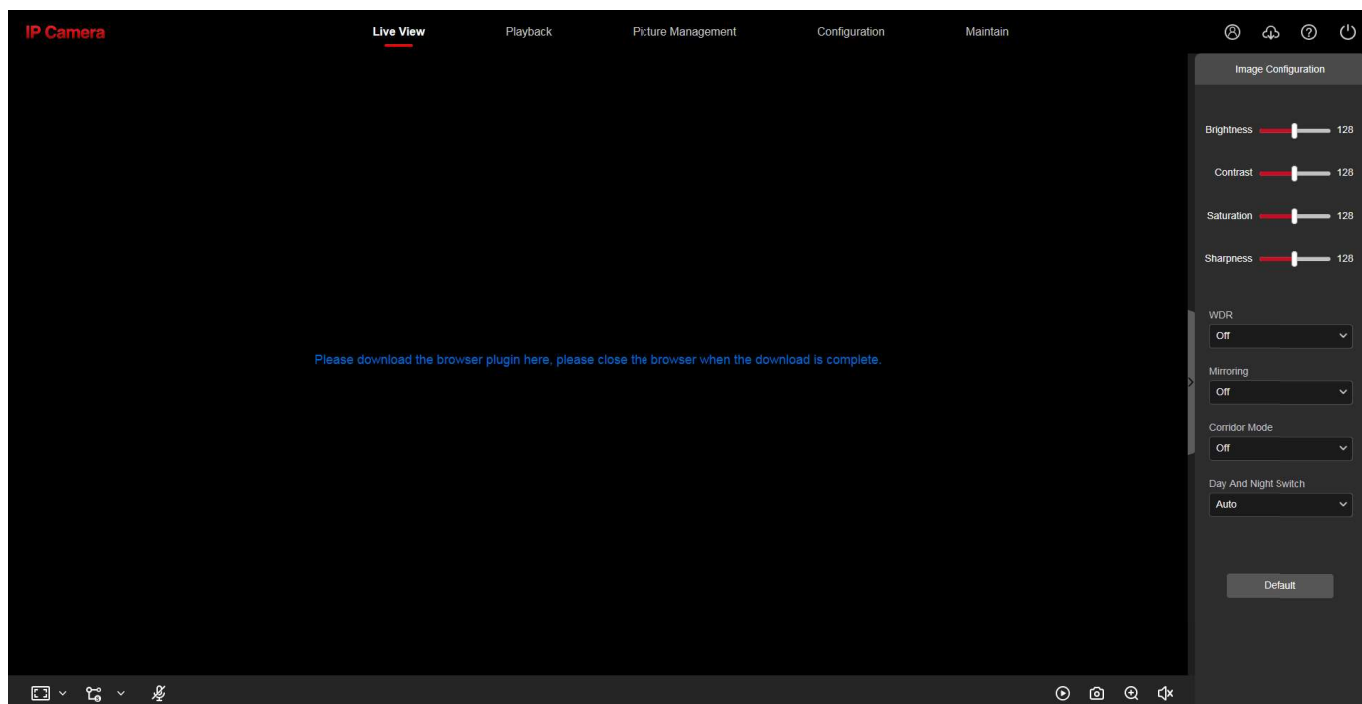 IP Camera
Live View
Playback
Picture Management
Configuration
Maintain
Image Configuration
Brightness 128
Contrast 128
Saturation 128
Sharpness 128
WDR
Off
Please download the browser plugin here, please close the browser when the download is complete.
Mirroring
Off
Corridor Mode
Off
Day And Night Switch
Auto
Default